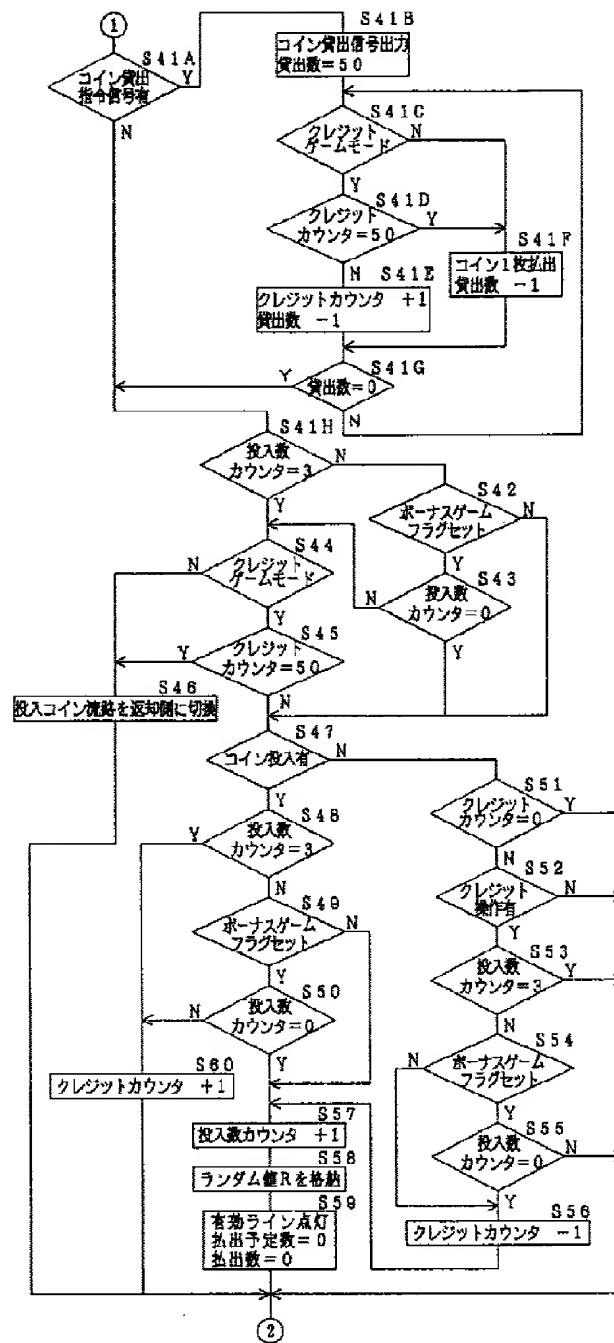 1
S41A
コイン貸出
指令信号有
Y
N
S41B
コイン貸出信号出力
貸出数=50
S41C
クレジット
ゲームモード
N
Y
S41D
クレジット
カウンタ=50
Y
N
S41E
クレジットカウンタ +1
貸出数 -1
S41F
コイン1枚払出
貸出数 -1
S41G
貸出数=0
Y
N
S41H
投入数
カウンタ=3
N
Y
S42
ボーナスゲーム
フラグセット
N
Y
S43
投入数
カウンタ=0
N
Y
S44
クレジット
ゲームモード
N
Y
S45
クレジット
カウンタ=50
Y
N
S46
投入コイン流路を返却側に切換
S47
コイン投入有
N
Y
S48
投入数
カウンタ=3
Y
N
S49
ボーナスゲーム
フラグセット
N
Y
S50
投入数
カウンタ=0
N
Y
S60
クレジットカウンタ +1
S51
クレジット
カウンタ=0
Y
N
S52
クレジット
操作有
N
Y
S53
投入数
カウンタ=3
Y
N
S54
ボーナスゲーム
フラグセット
N
Y
S55
投入数
カウンタ=0
N
Y
S56
クレジットカウンタ -1
S57
投入数カウンタ +1
S58
ランダム値Rを格納
S59
有効ライン点灯
払出予定数=0
払出数=0
2